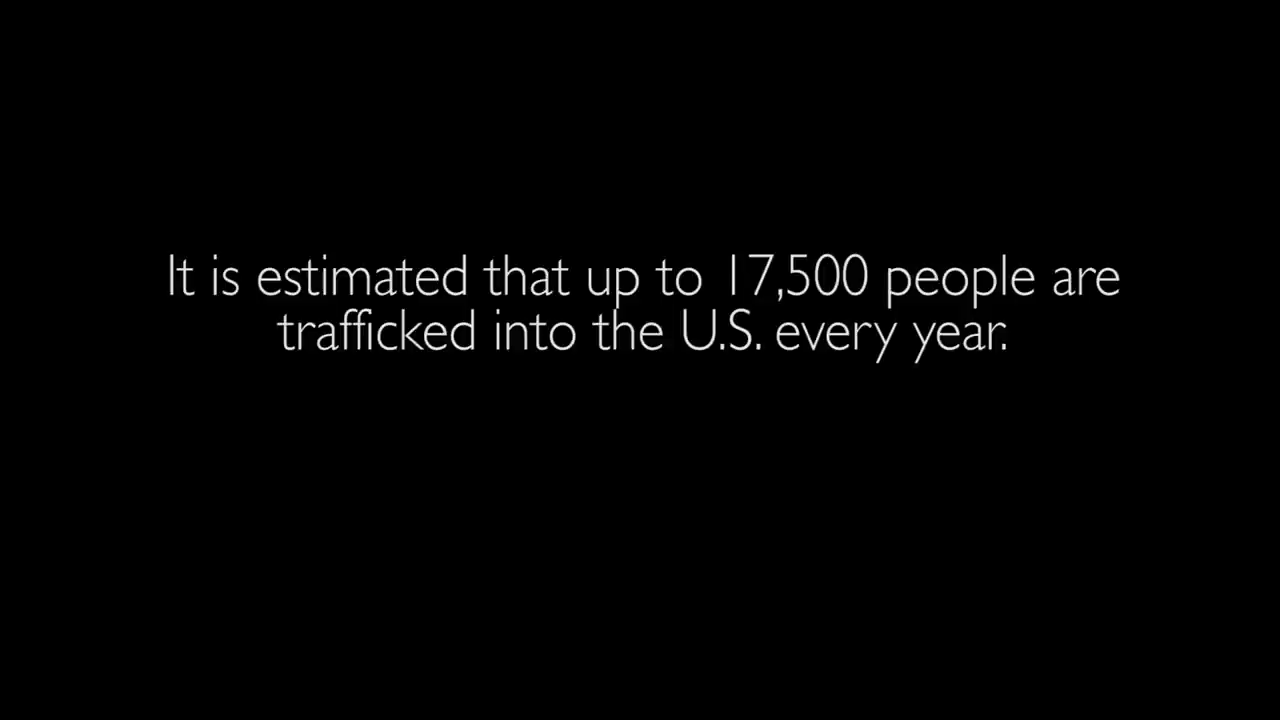 It is estimated that up to 17,500 people are
trafficked into the U.S. every year.